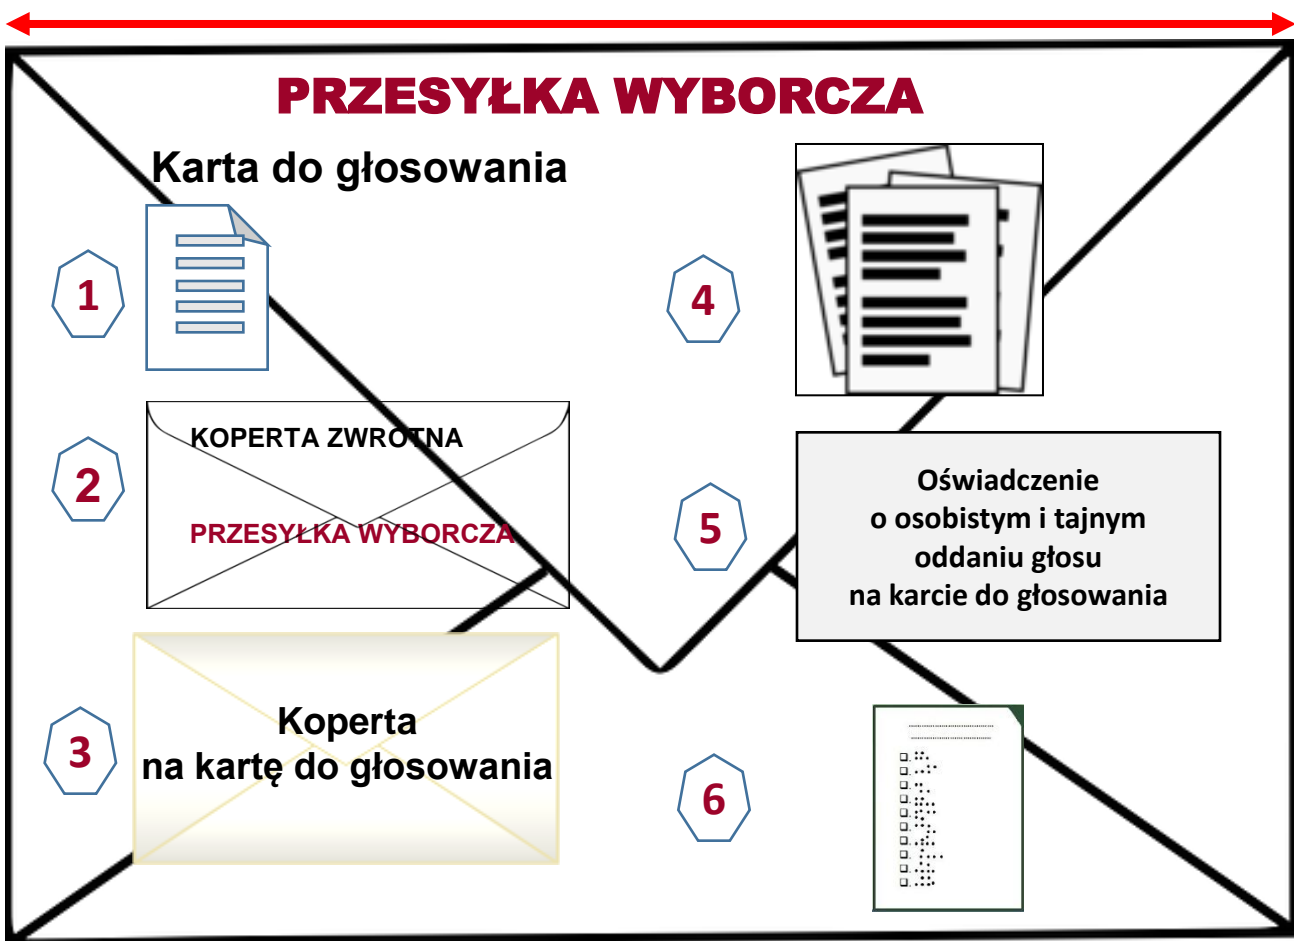 PRZESYŁKA WYBORCZA
Karta do głosowania
1
2
KOPERTA ZWROTNA
PRZESYŁKA WYBORCZA
3
Koperta
na kartę do głosowania
4
5
Oświadczenie
o osobistym i tajnym
oddaniu głosu
na karcie do głosowania
6